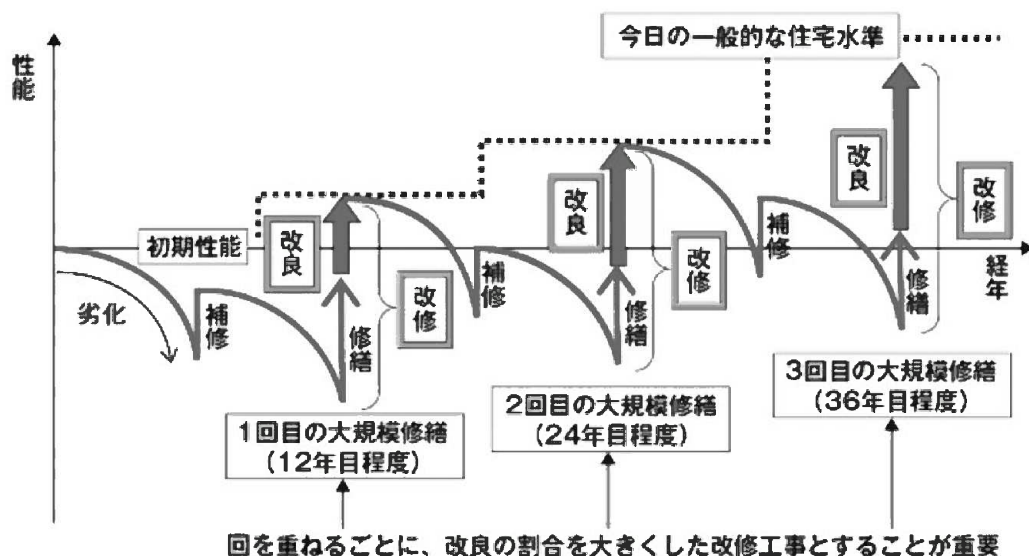 今日の一般的な住宅水準
性能
改良
改修
改良
改修
改良
改修
初期性能
経年
劣化
補修
修繕
補修
修繕
補修
修繕
1回目の大規模修繕
(12年目程度)
2回目の大規模修繕
(24年目程度)
3回目の大規模修繕
(36年目程度)
回を重ねるごとに、改良の割合を大きくした改修工事とすることが重要